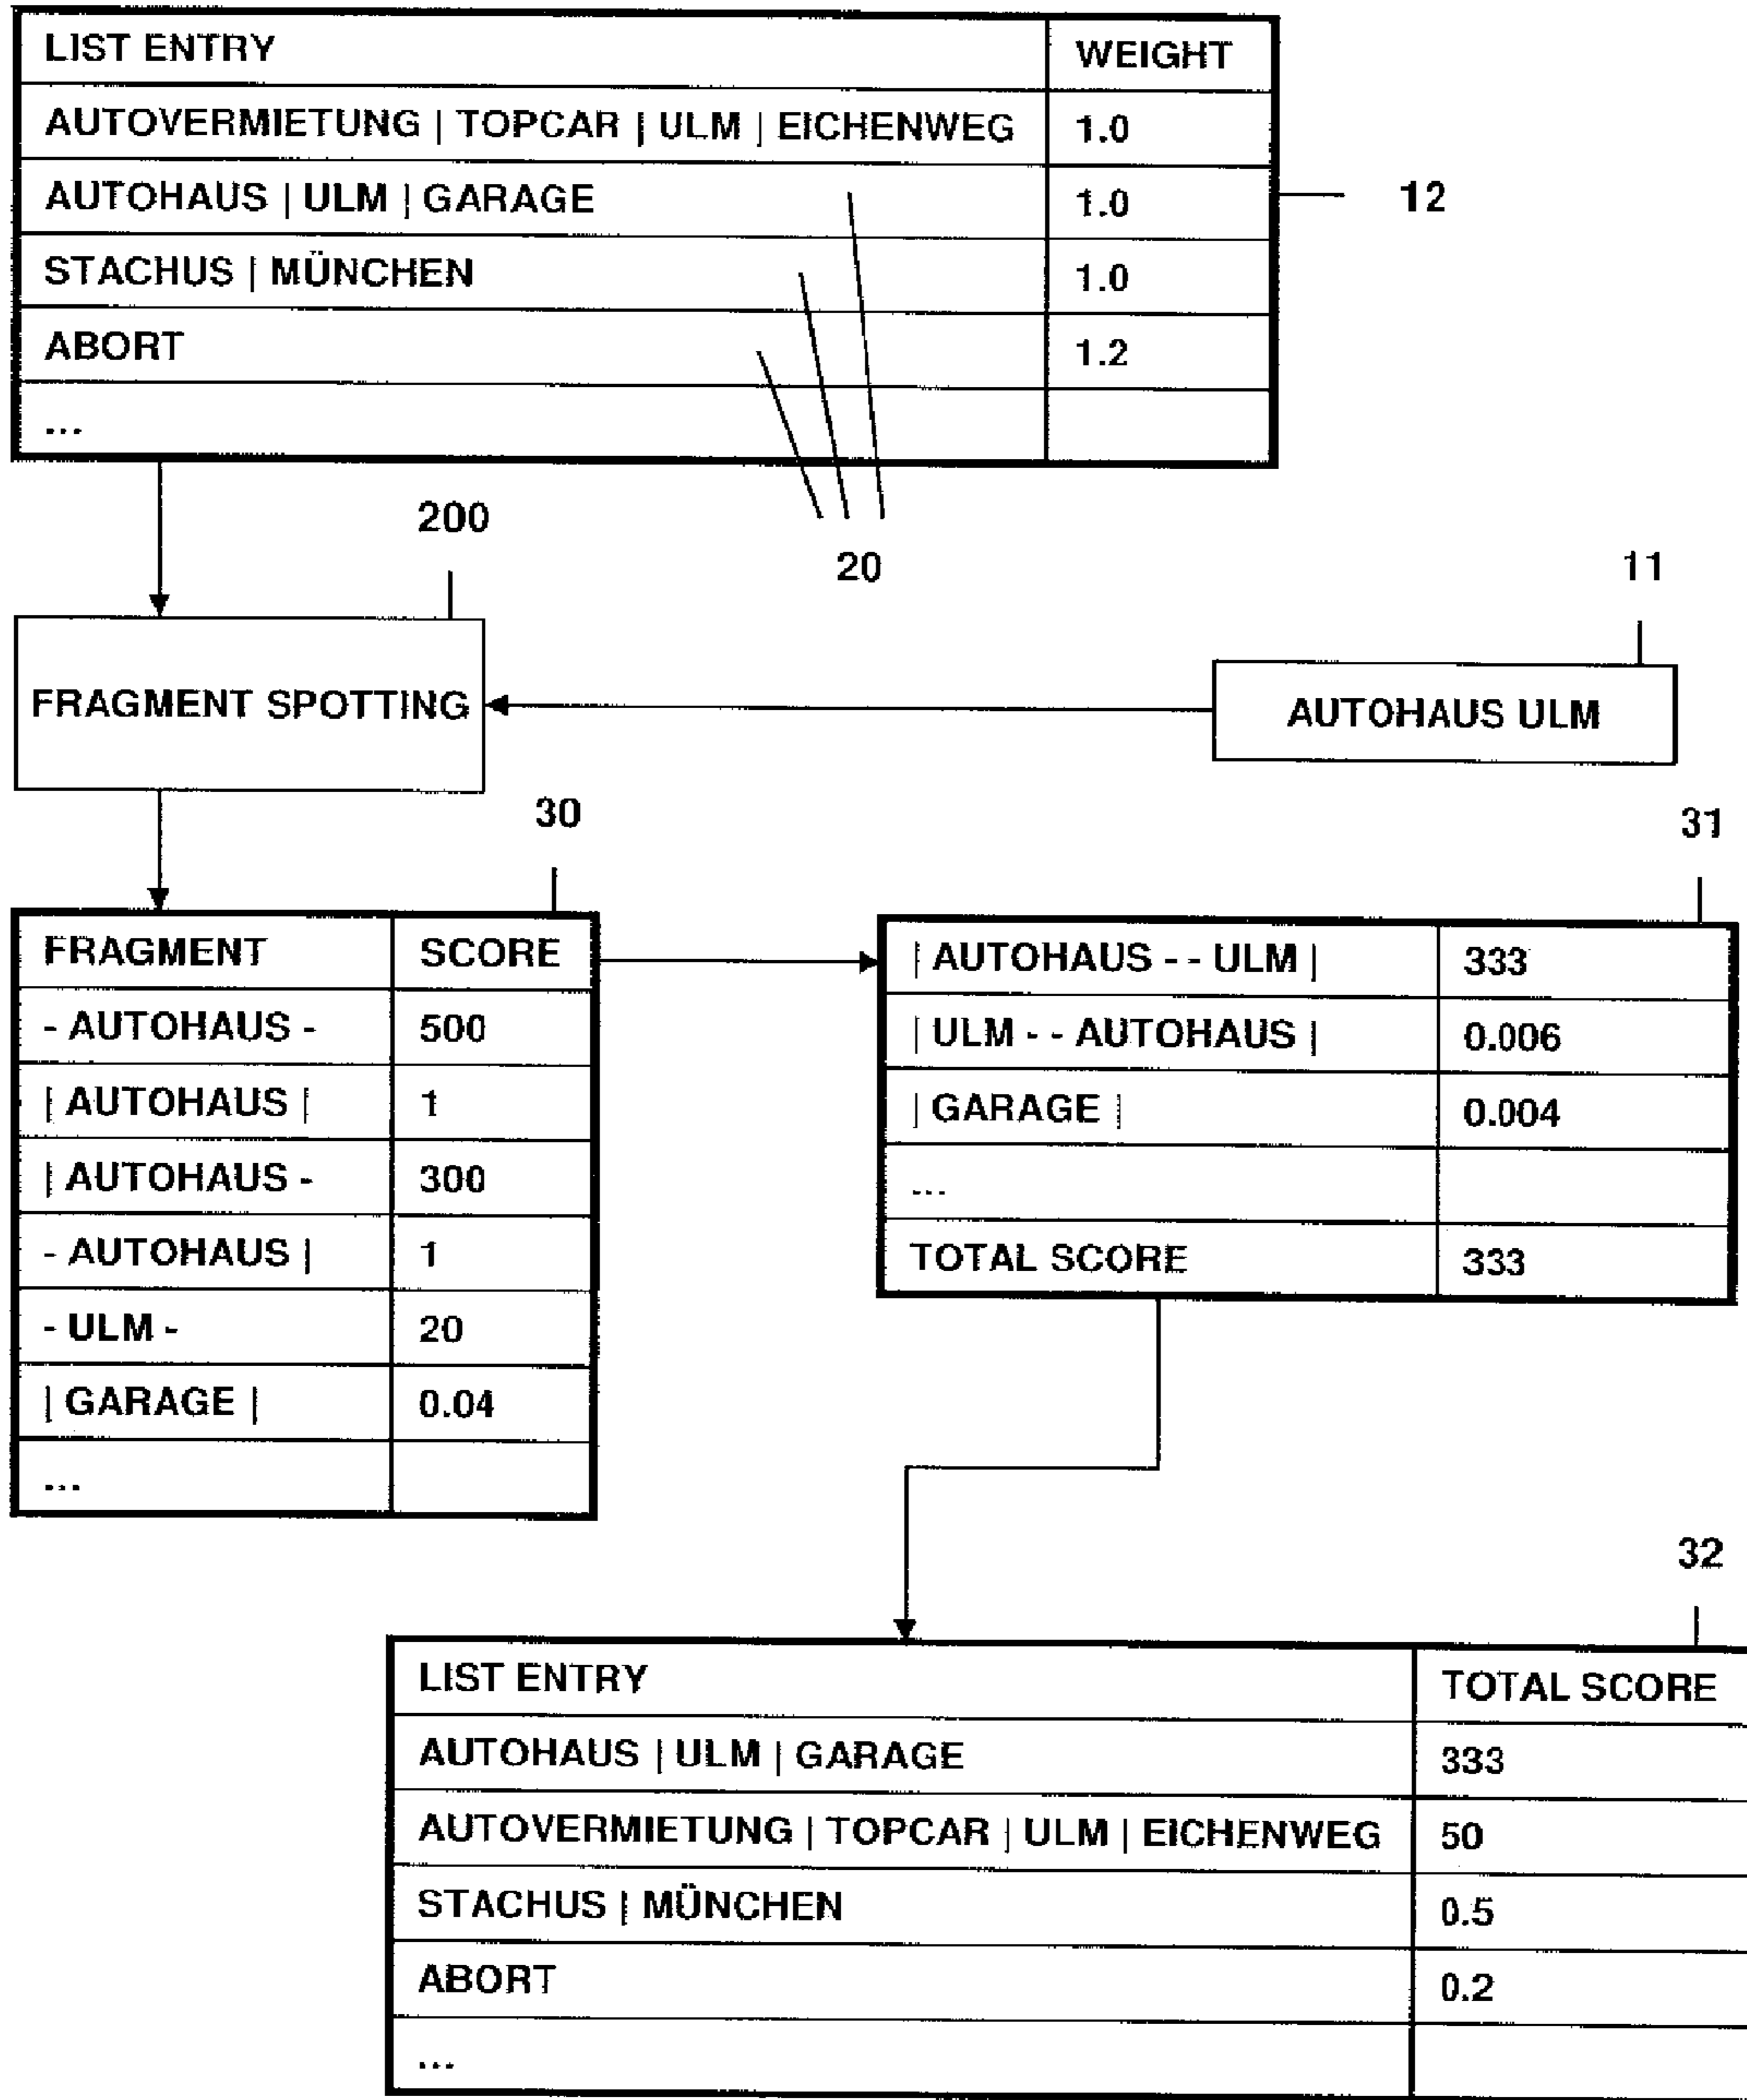 LIST ENTRY WEIGHT
AUTOVERMIETUNG | TOPCAR | ULM | EICHENWEG 1.0
AUTOHAUS | ULM | GARAGE 1.0
12
STACHUS | MÜNCHEN 1.0
ABORT 1.2
...
200
20
11
FRAGMENT SPOTTING
AUTOHAUS ULM
30
31
FRAGMENT SCORE
- AUTOHAUS - 500
| AUTOHAUS | 1
| AUTOHAUS - 300
- AUTOHAUS | 1
- ULM - 20
| GARAGE | 0.04
...
| AUTOHAUS - - ULM | 333
| ULM - - AUTOHAUS | 0.006
| GARAGE | 0.004
...
TOTAL SCORE 333
32
LIST ENTRY TOTAL SCORE
AUTOHAUS | ULM | GARAGE 333
AUTOVERMIETUNG | TOPCAR | ULM | EICHENWEG 50
STACHUS | MÜNCHEN 0.5
ABORT 0.2
...